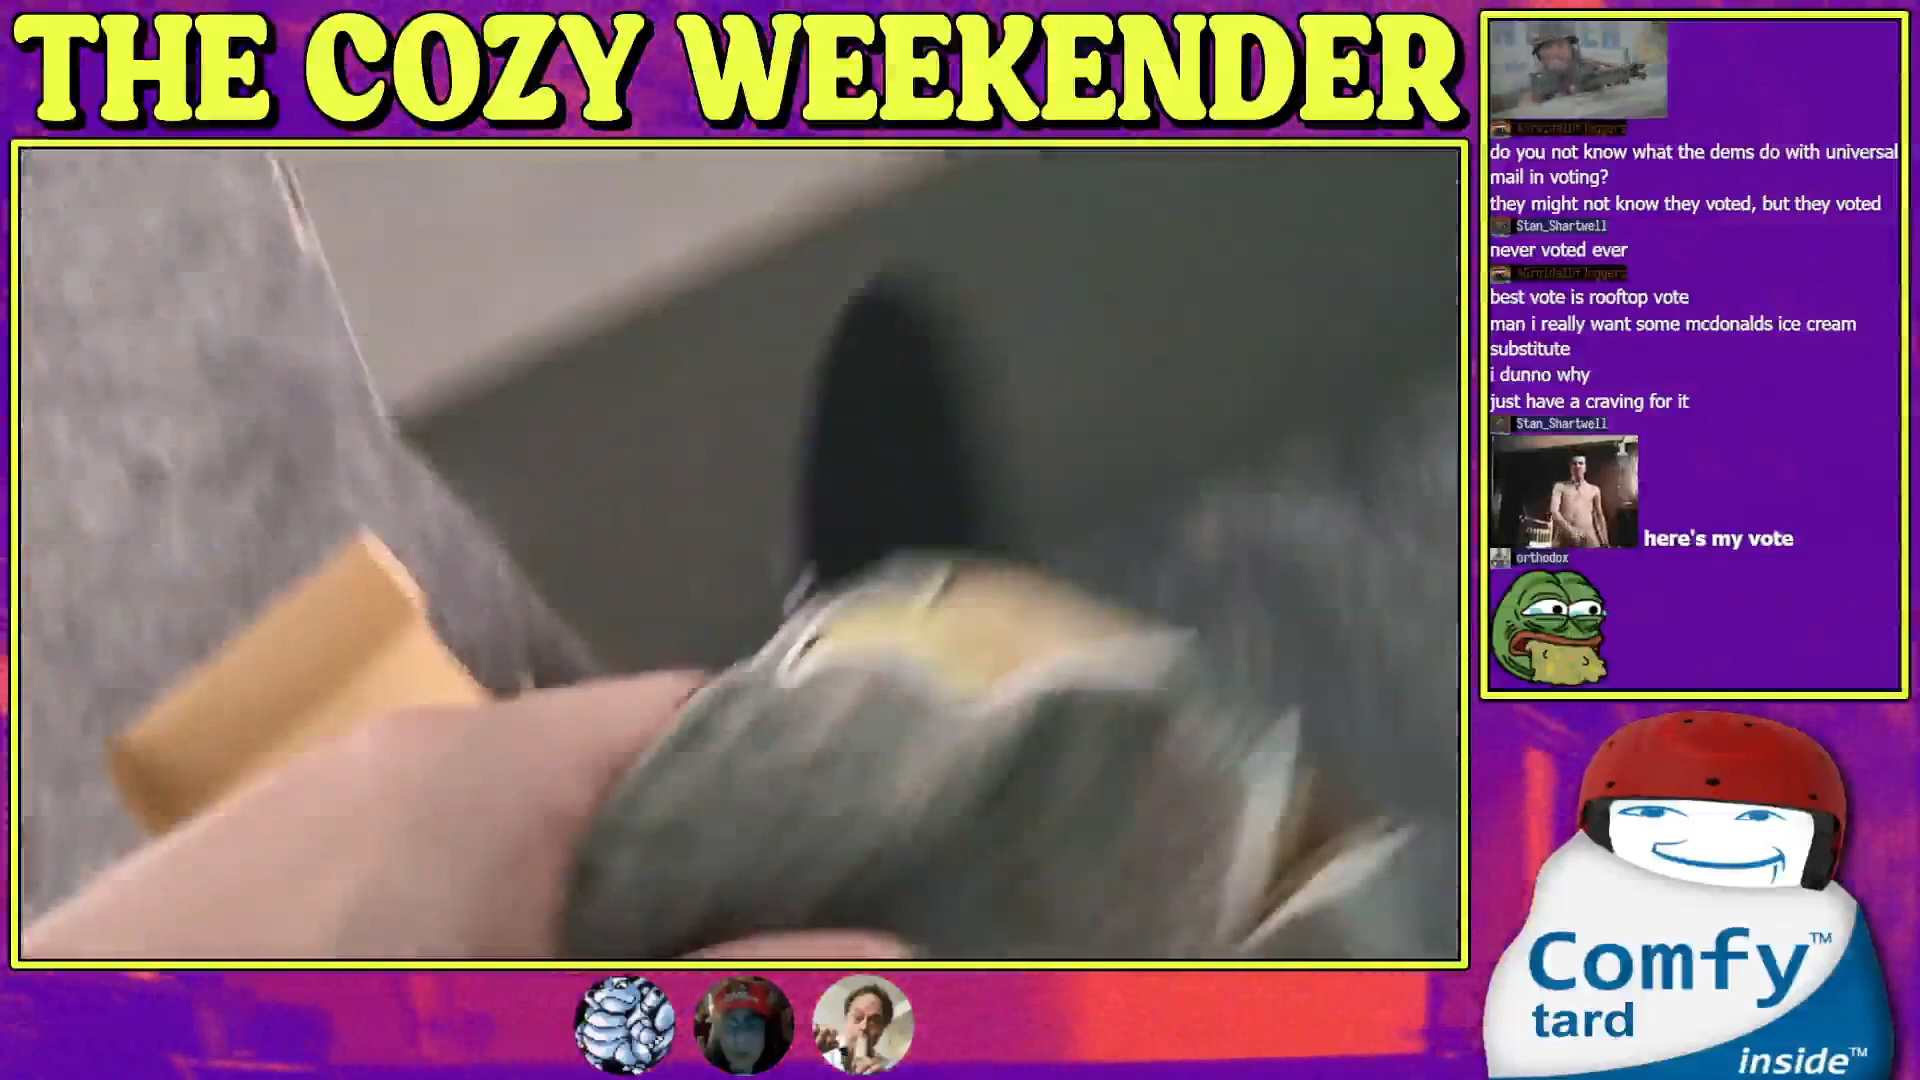 THE COZY WEEKENDER
do you not know what the dems do with universal
mail in voting?
they might not know they voted, but they voted
Stan_Shartwell
never voted ever
best vote is rooftop vote
man i really want some mcdonalds ice cream
substitute
i dunno why
just have a craving for it
Stan_Shartwell
here's my vote
orthodox
Comfy™
tard
inside™